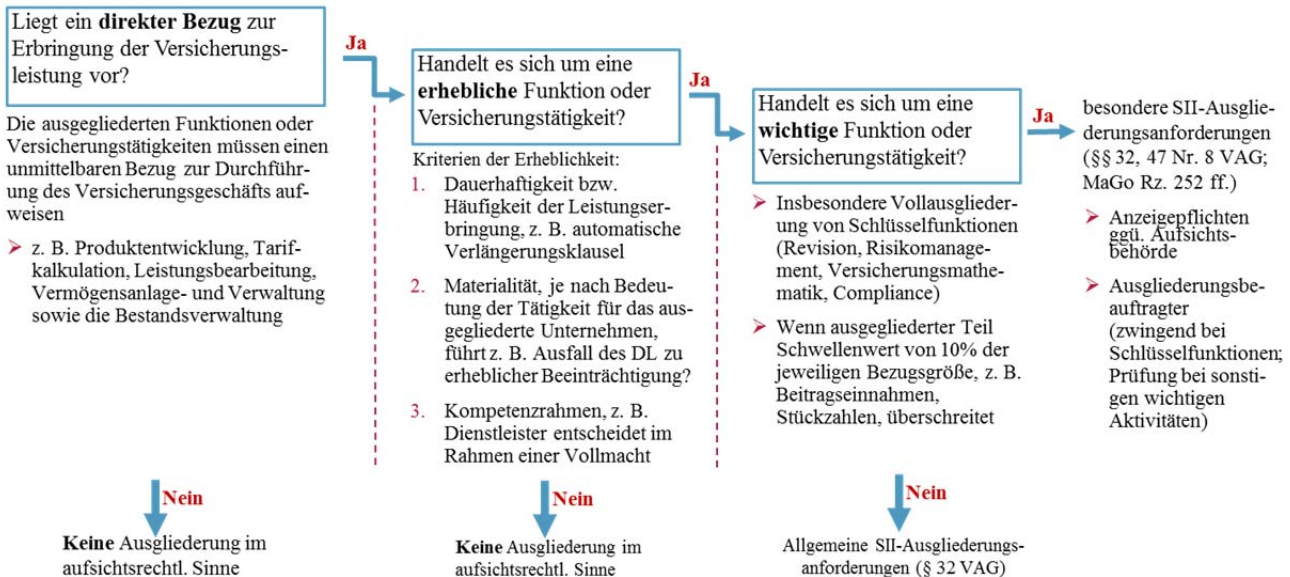 Liegt ein direkter Bezug zur
Erbringung der Versicherungs-
leistung vor?
Die ausgegliederten Funktionen oder
Versicherungstätigkeiten müssen einen
unmittelbaren Bezug zur Durchführ-
ung des Versicherungsgeschäfts auf-
weisen
➢ z. B. Produktentwicklung, Tarif-
kalkulation, Leistungsbearbeitung,
Vermögensanlage- und Verwaltung
sowie die Bestandsverwaltung
Nein
Keine Ausgliederung im
aufsichtsrechtl. Sinne
Ja
Handelt es sich um eine
erhebliche Funktion oder
Versicherungstätigkeit?
Kriterien der Erheblichkeit:
1. Dauerhaftigkeit bzw.
Häufigkeit der Leistungser-
bringung, z. B. automatische
Verlängerungsklausel
2. Materialität, je nach Bedeu-
tung der Tätigkeit für das aus-
gegliederte Unternehmen,
führt z. B. Ausfall des DL zu
erheblicher Beeinträchtigung?
3. Kompetenzrahmen, z. B.
Dienstleister entscheidet im
Rahmen einer Vollmacht
Nein
Keine Ausgliederung im
aufsichtsrechtl. Sinne
Ja
Handelt es sich um eine
wichtige Funktion oder
Versicherungstätigkeit?
➢ Insbesondere Vollausgliede-
rung von Schlüsselfunktionen
(Revision, Risikomanage-
ment, Versicherungsmathe-
matik, Compliance)
➢ Wenn ausgegliederter Teil
Schwellenwert von 10% der
jeweiligen Bezugsgröße, z. B.
Beitragseinnahmen,
Stückzahlen, überschreitet
Nein
Allgemeine SII-Ausgliederungs-
anforderungen (§ 32 VAG)
Ja
besondere SII-Ausglie-
derungsanforderungen
(§§ 32, 47 Nr. 8 VAG;
MaGo Rz. 252 ff.)
➢ Anzeigepflichten
ggü. Aufsichts-
behörde
➢ Ausgliederungsbe-
auftragter
(zwingend bei
Schlüsselfunktionen;
Prüfung bei sonsti-
gen wichtigen
Aktivitäten)